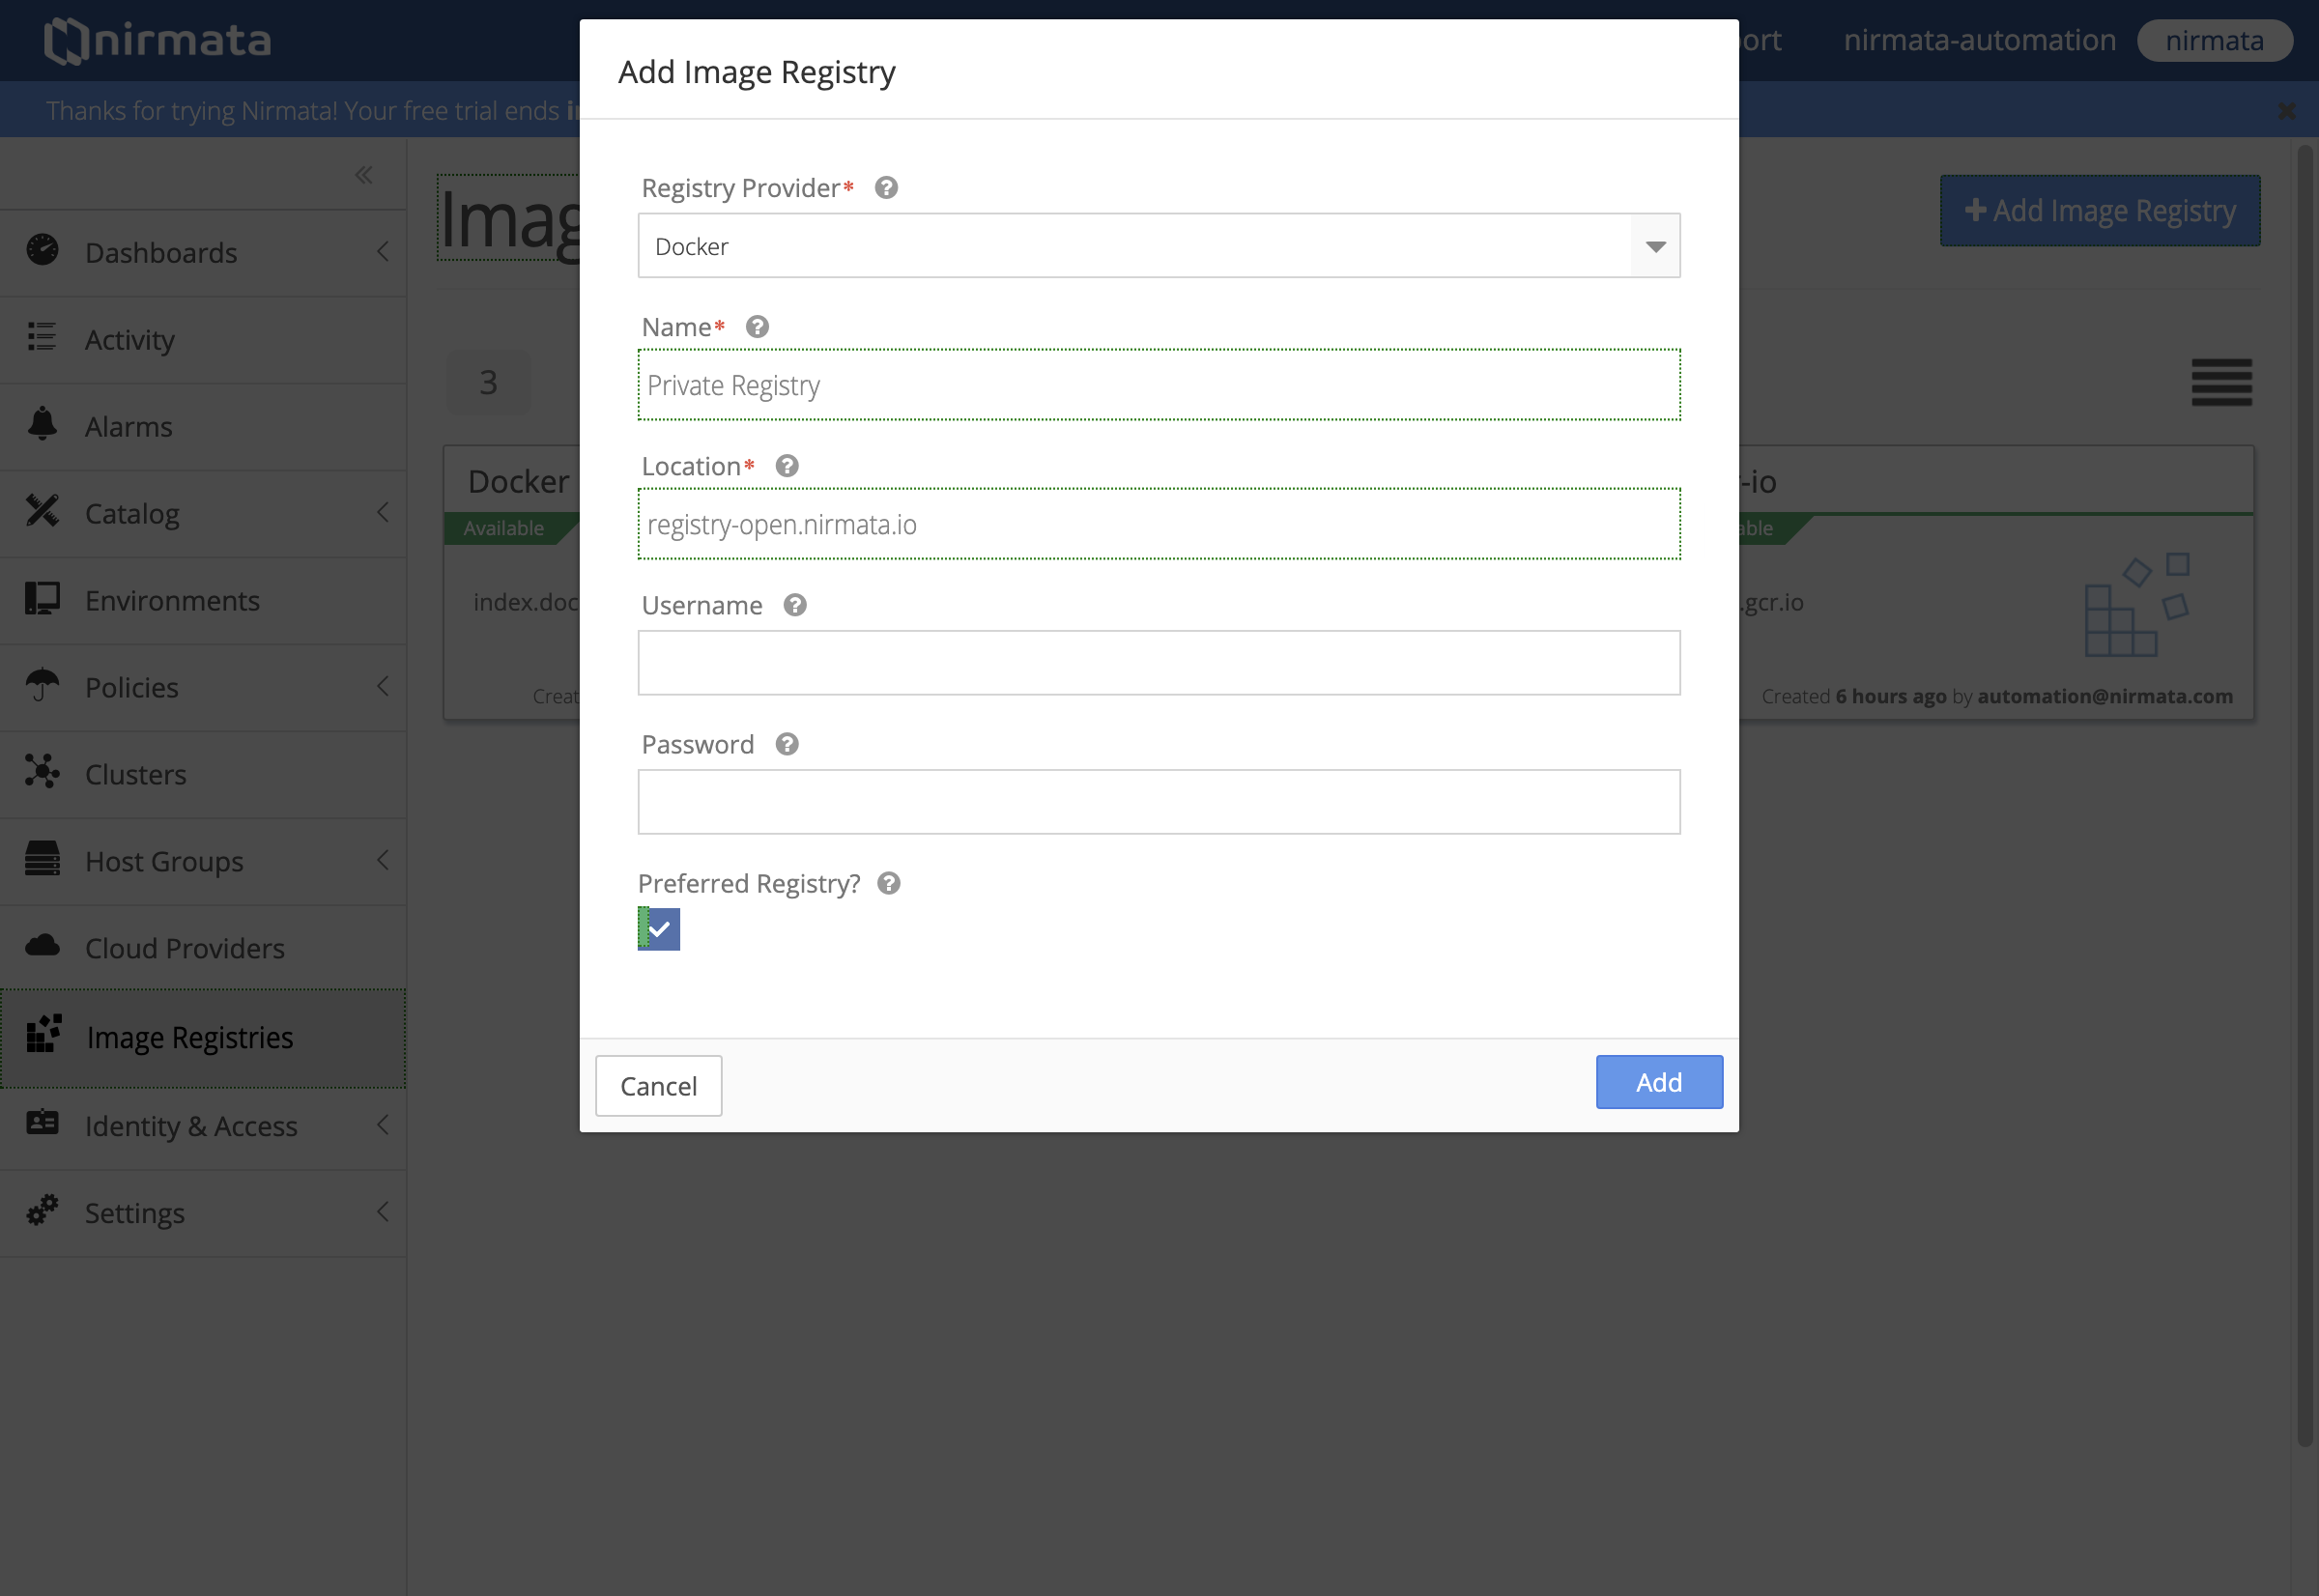 nirmata
ort
nirmata-automation
nirmata
Thanks for trying Nirmata! Your free trial ends
Add Image Registry
Registry Provider*
Docker
Name*
Private Registry
Location*
registry-open.nirmata.io
Username
Password
Preferred Registry?
Cancel
Add
Dashboards
Activity
Alarms
Catalog
Environments
Policies
Clusters
Host Groups
Cloud Providers
Image Registries
Identity & Access
Settings
Imag
+ Add Image Registry
3
Docker
Available
index.doc
Creat
-io
able
.gcr.io
Created 6 hours ago by automation@nirmata.com